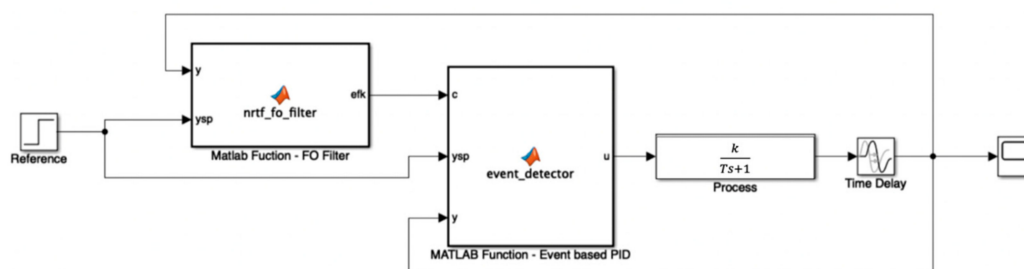 y
ysp
nrtf_fo_filter
efk
Matlab Fuction - FO Filter
Reference
c
ysp
y
event_detector
u
MATLAB Function - Event based PID
k
Ts+1
Process
Time Delay